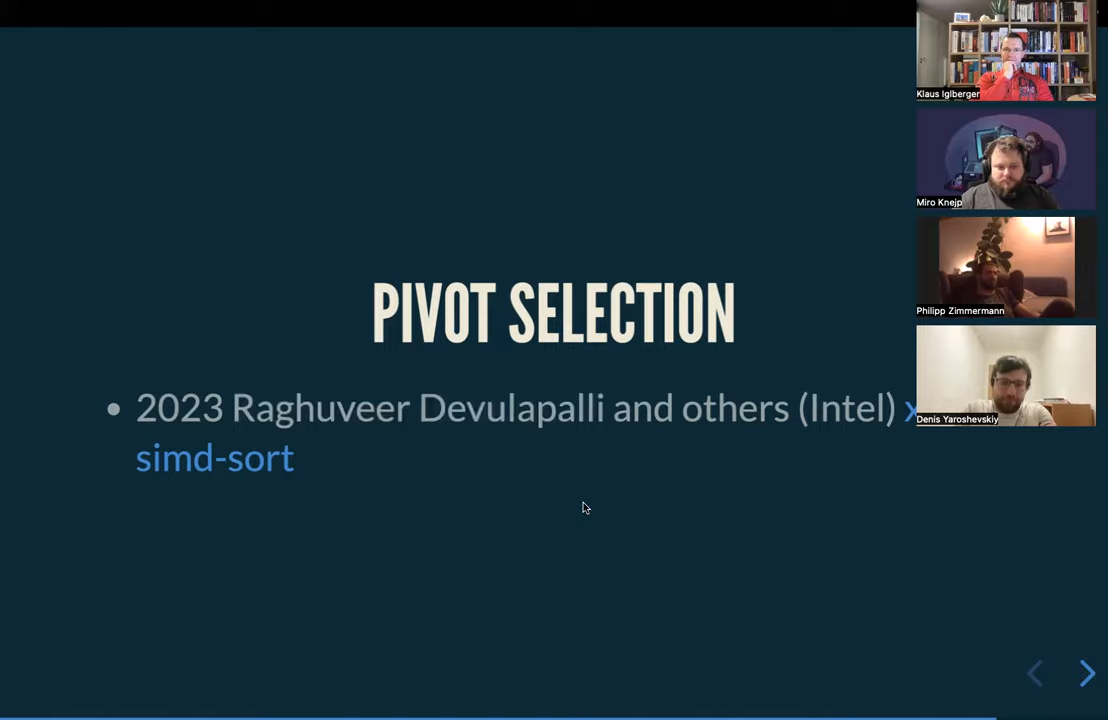 PIVOT SELECTION
2023 Raghuveer Devulapalli and others (Intel)
simd-sort
Klaus Iglberger
Miro Knejp
Philipp Zimmermann
Denis Yaroshevskiy